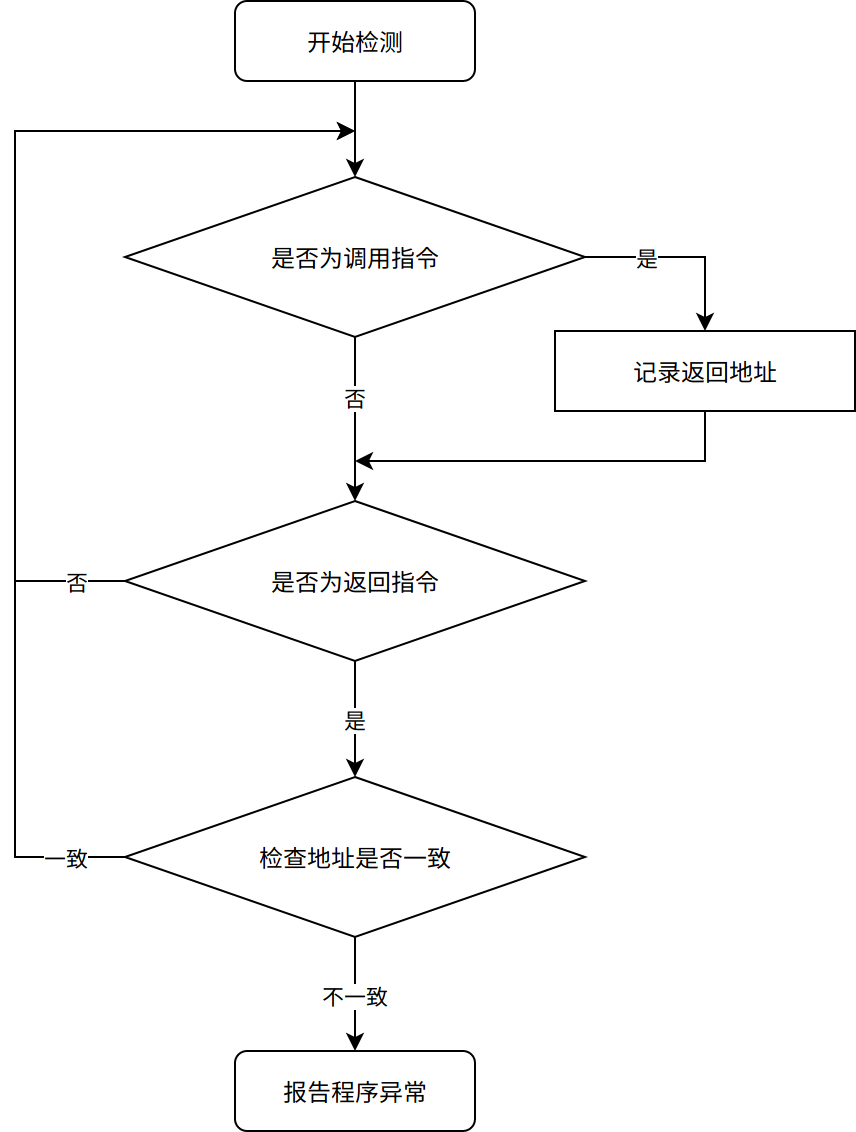 开始检测
是否为调用指令
是
记录返回地址
否
是否为返回指令
否
是
检查地址是否一致
一致
不一致
报告程序异常